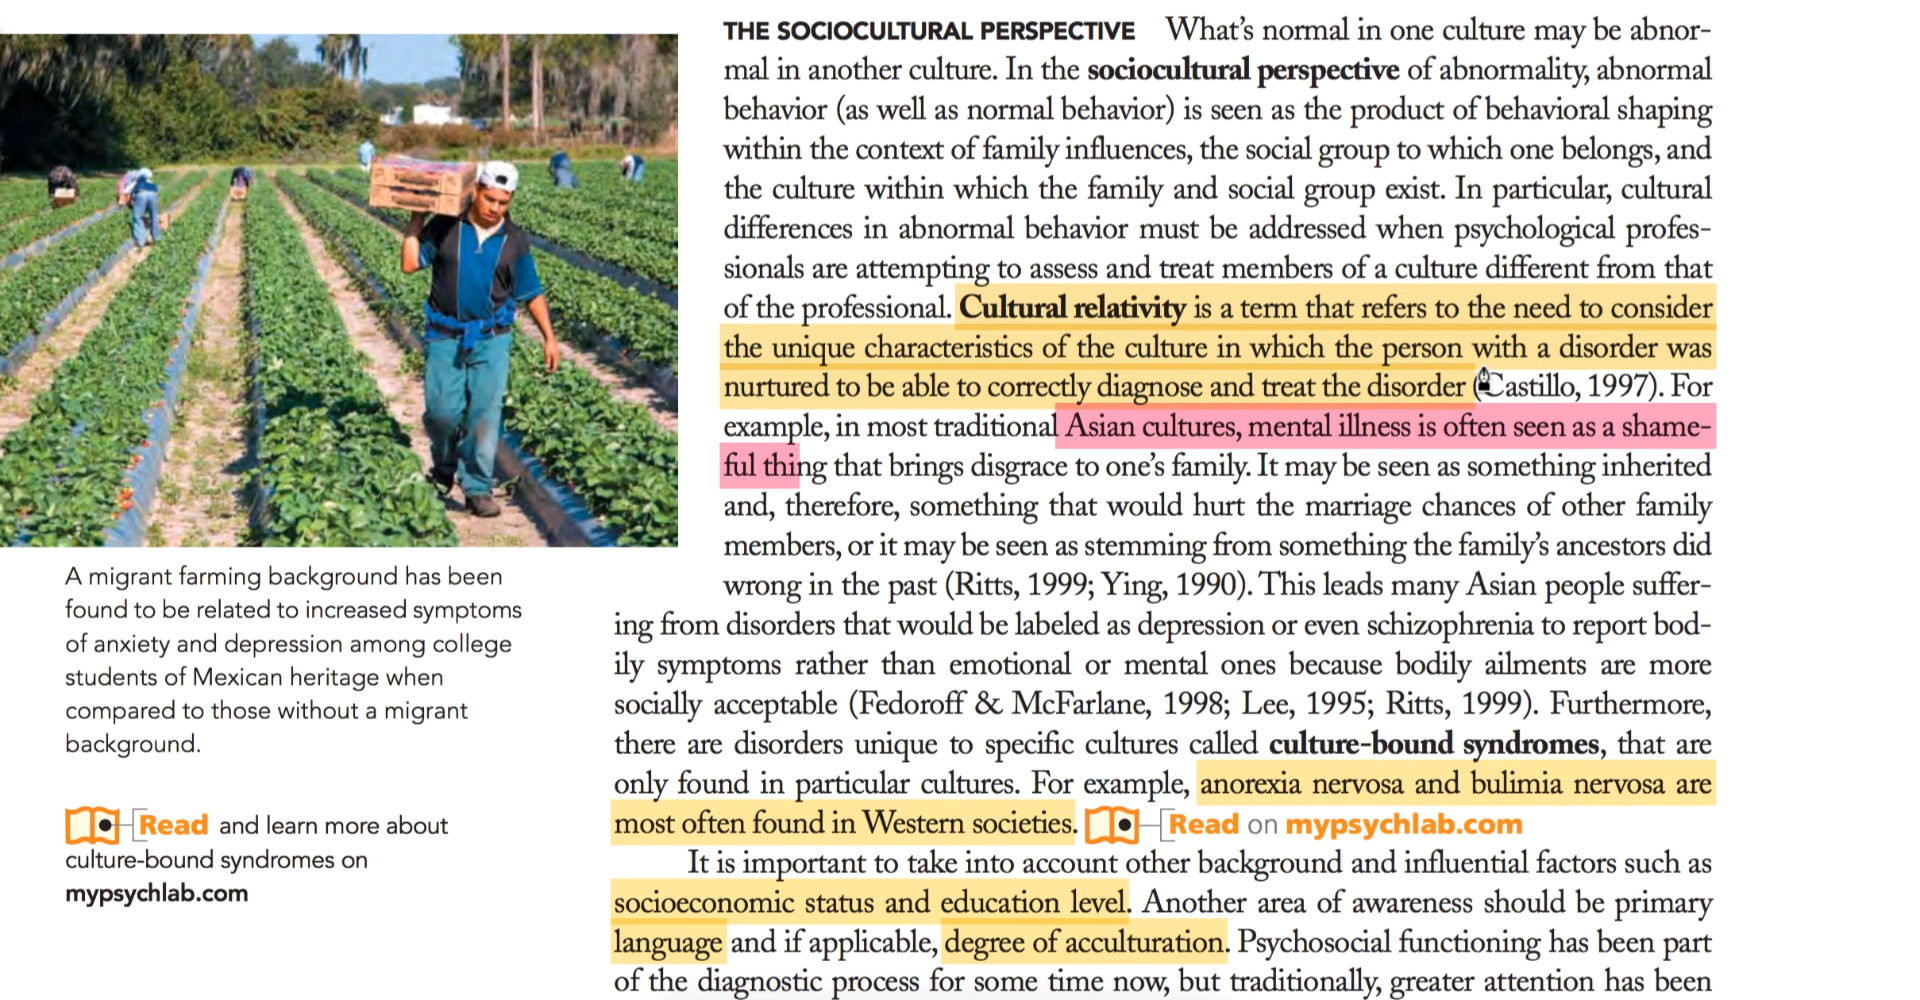 THE SOCIOCULTURAL PERSPECTIVE What's normal in one culture may be abnor-
mal in another culture. In the sociocultural perspective of abnormality, abnormal
behavior (as well as normal behavior) is seen as the product of behavioral shaping
within the context of family influences, the social group to which one belongs, and
the culture within which the family and social group exist. In particular, cultural
differences in abnormal behavior must be addressed when psychological profes-
sionals are attempting to assess and treat members of a culture different from that
of the professional. Cultural relativity is a term that refers to the need to consider
the unique characteristics of the culture in which the person with a disorder was
nurtured to be able to correctly diagnose and treat the disorder (Castillo, 1997). For
example, in most traditional Asian cultures, mental illness is often seen as a shame-
ful thing that brings disgrace to one's family. It may be seen as something inherited
and, therefore, something that would hurt the marriage chances of other family
members, or it may be seen as stemming from something the family's ancestors did
wrong in the past (Ritts, 1999; Ying, 1990). This leads many Asian people suffer-
ing from disorders that would be labeled as depression or even schizophrenia to report bod-
ily symptoms rather than emotional or mental ones because bodily ailments are more
socially acceptable (Fedoroff & McFarlane, 1998; Lee, 1995; Ritts, 1999). Furthermore,
there are disorders unique to specific cultures called culture-bound syndromes, that are
only found in particular cultures. For example, anorexia nervosa and bulimia nervosa are
most often found in Western societies. Read on mypsychlab.com
It is important to take into account other background and influential factors such as
socioeconomic status and education level. Another area of awareness should be primary
language and if applicable, degree of acculturation. Psychosocial functioning has been part
of the diagnostic process for some time now, but traditionally, greater attention has been
A migrant farming background has been
found to be related to increased symptoms
of anxiety and depression among college
students of Mexican heritage when
compared to those without a migrant
background.
Read and learn more about
culture-bound syndromes on
mypsychlab.com